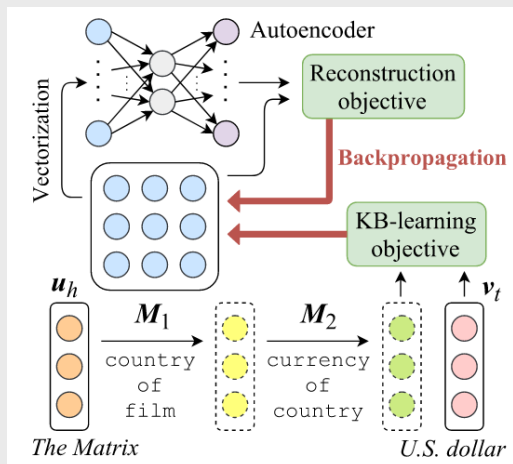 Autoencoder
Vectorization
Reconstruction
objective
Backpropagation
KB-learning
objective
u_h
M_1
M_2
v_t
country
of
film
currency
of
country
The Matrix
U.S. dollar